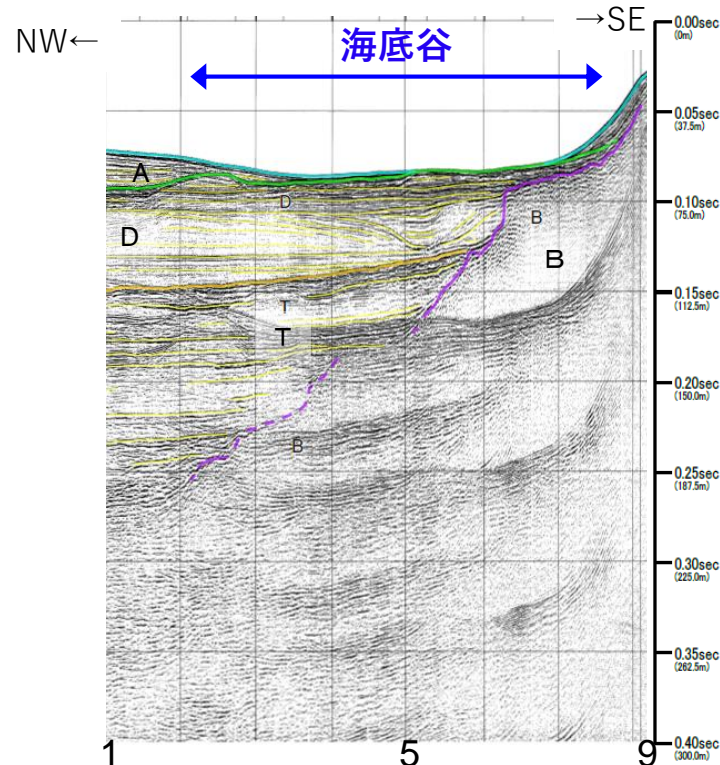 NW←
→SE
海底谷
0.00sec
(0m)
0.05sec
(37.5m)
A
0.10sec
(75.0m)
D
B
D
B
0.15sec
(112.5m)
T
T
0.20sec
(150.0m)
B
0.25sec
(187.5m)
0.30sec
(225.0m)
0.35sec
(262.5m)
0.40sec
(300.0m)
1
5
9